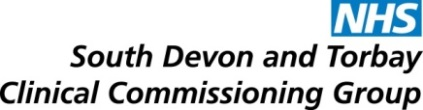 NHS
South Devon and Torbay
Clinical Commissioning Group